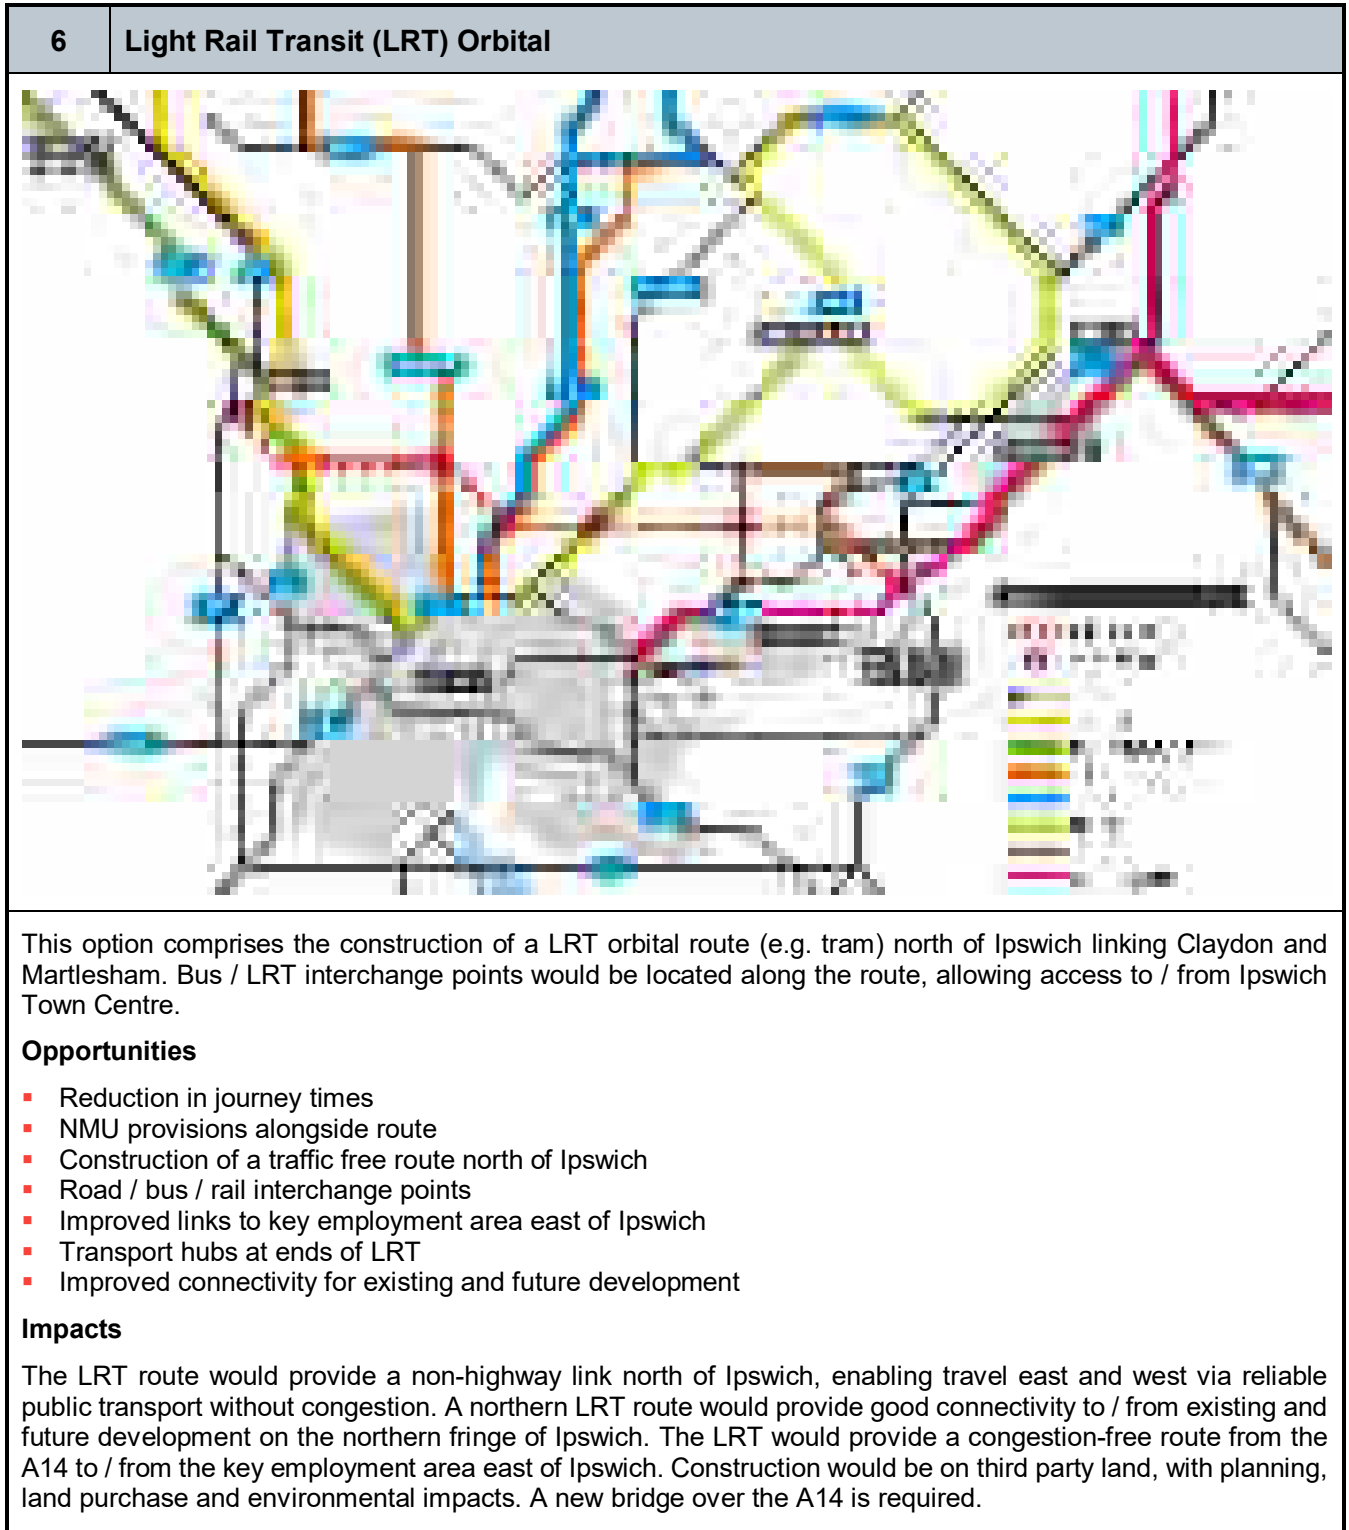 6 Light Rail Transit (LRT) Orbital
This option comprises the construction of a LRT orbital route (e.g. tram) north of Ipswich linking Claydon and
Martlesham. Bus / LRT interchange points would be located along the route, allowing access to / from Ipswich
Town Centre.
Opportunities
▪ Reduction in journey times
▪ NMU provisions alongside route
▪ Construction of a traffic free route north of Ipswich
▪ Road / bus / rail interchange points
▪ Improved links to key employment area east of Ipswich
▪ Transport hubs at ends of LRT
▪ Improved connectivity for existing and future development
Impacts
The LRT route would provide a non-highway link north of Ipswich, enabling travel east and west via reliable
public transport without congestion. A northern LRT route would provide good connectivity to / from existing and
future development on the northern fringe of Ipswich. The LRT would provide a congestion-free route from the
A14 to / from the key employment area east of Ipswich. Construction would be on third party land, with planning,
land purchase and environmental impacts. A new bridge over the A14 is required.